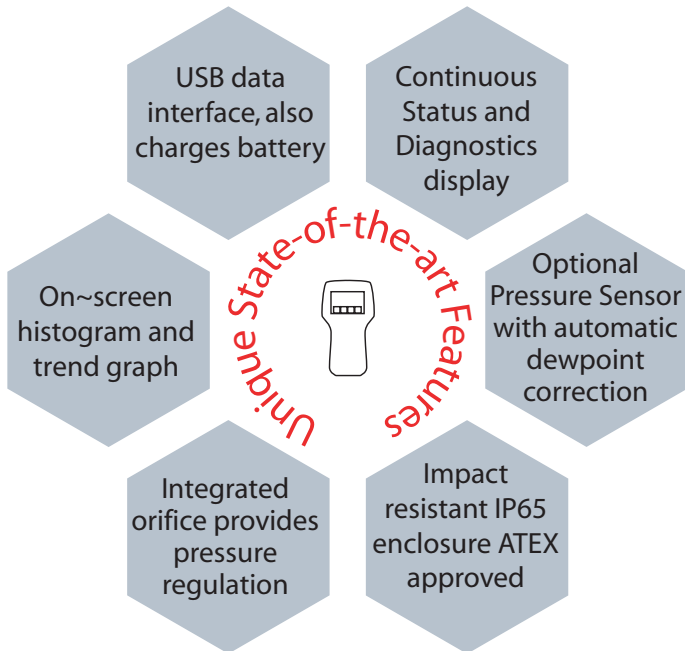 USB data
interface, also
charges battery
Continuous
Status and
Diagnostics
display
On~screen
histogram and
trend graph
Unique State-of-the-art Features
Optional
Pressure Sensor
with automatic
dewpoint
correction
Integrated
orifice provides
pressure
regulation
Impact
resistant IP65
enclosure ATEX
approved